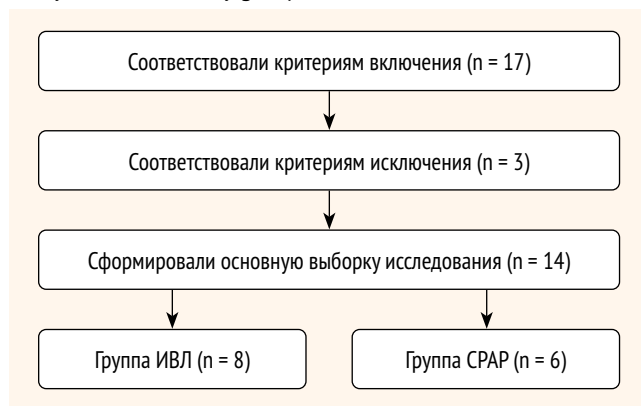 Соответствовали критериям включения (n = 17)
Соответствовали критериям исключения (n = 3)
Сформировали основную выборку исследования (n = 14)
Группа ИВЛ (n = 8)
Группа CPAP (n = 6)